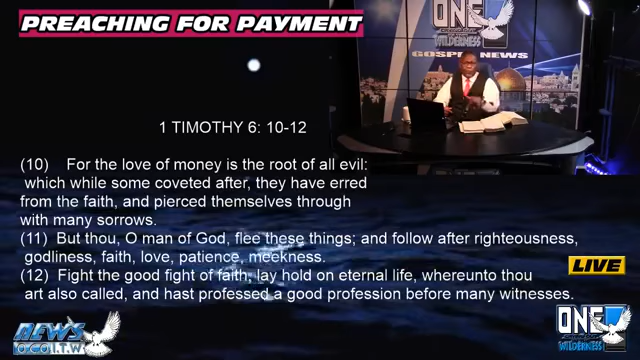 PREACHING FOR PAYMENT
ONE
WILDERNESS
GOSPEL NEWS
1 TIMOTHY 6: 10-12
(10) For the love of money is the root of all evil:
which while some coveted after, they have erred
from the faith, and pierced themselves through
with many sorrows.
(11) But thou, O man of God, flee these things; and follow after righteousness,
godliness, faith, love, patience, meekness.
(12) Fight the good fight of faith, lay hold on eternal life, whereunto thou
art also called, and hast professed a good profession before many witnesses.
LIVE
NEWS
O.C.O.I.T.W
ONE
WILDERNESS